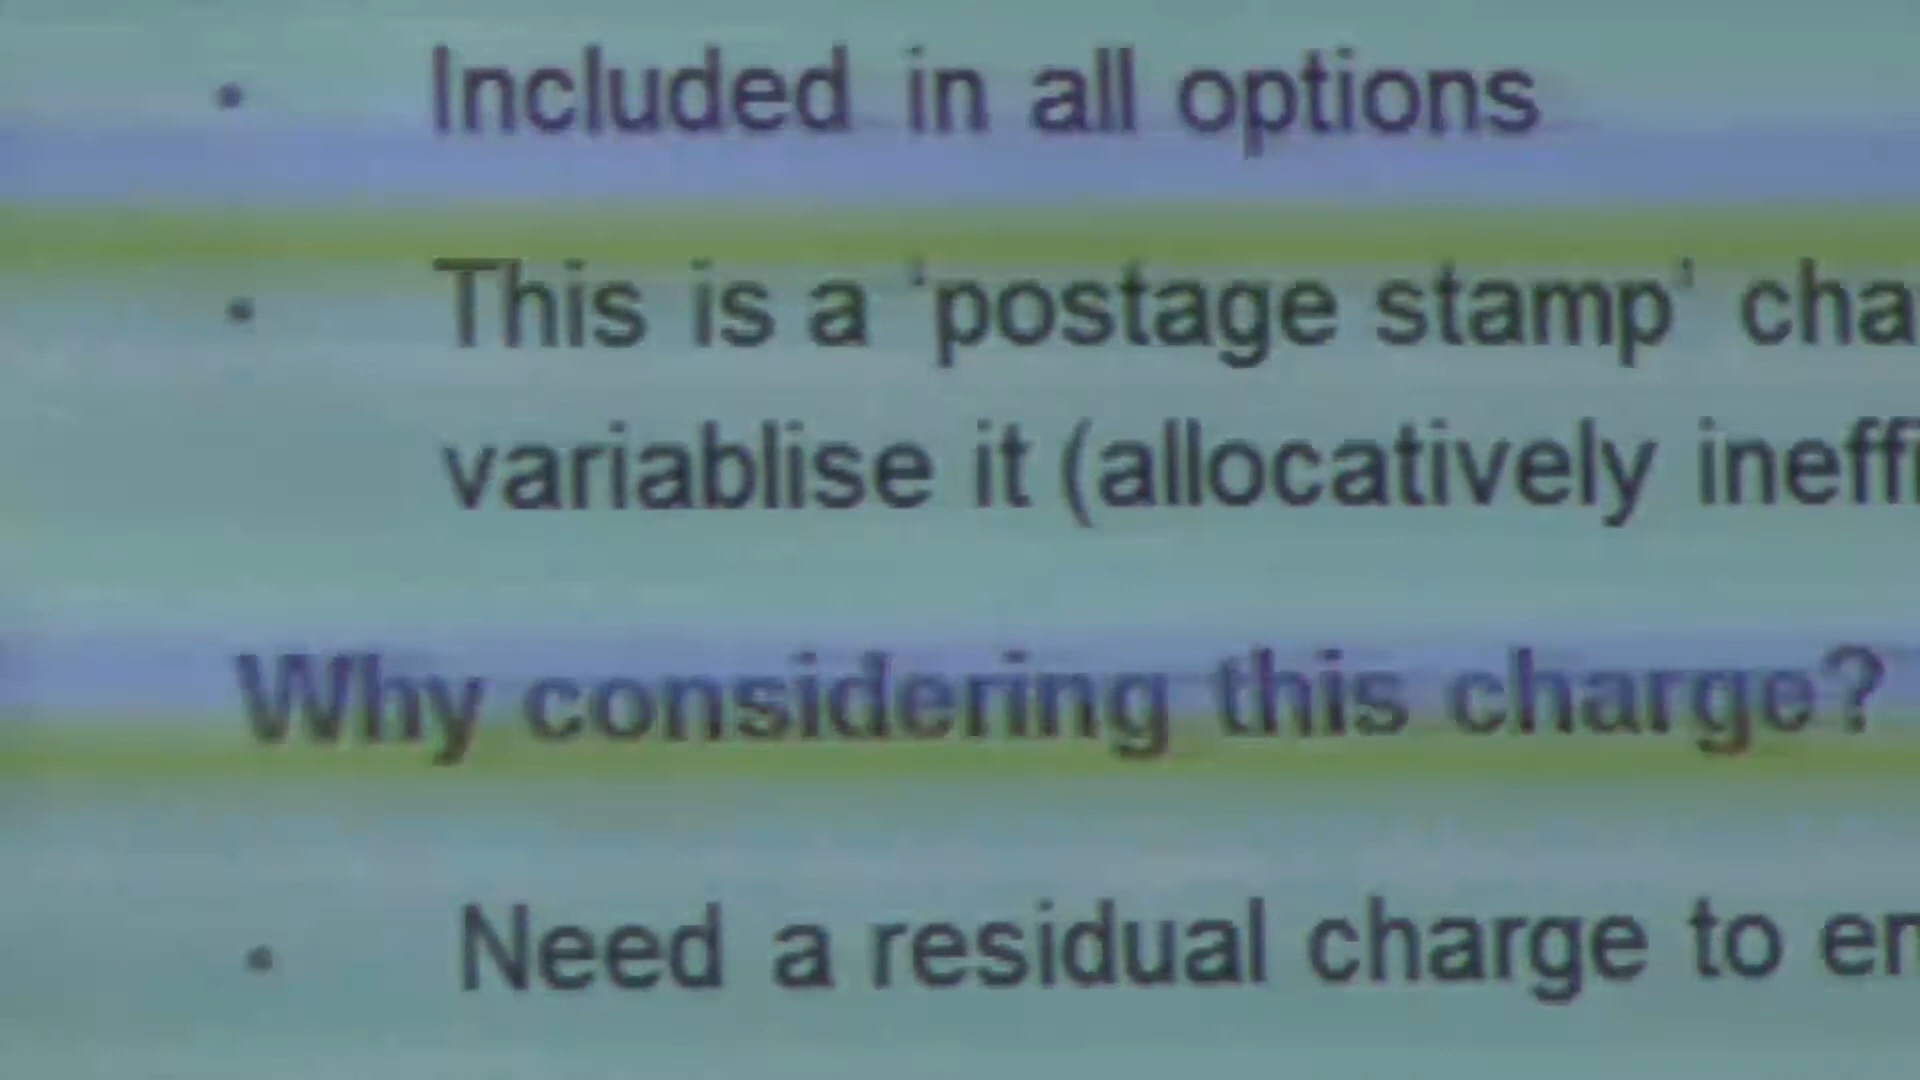 • Included in all options
• This is a 'postage stamp' cha
variablise it (allocatively ineffi
Why considering this charge?
• Need a residual charge to en